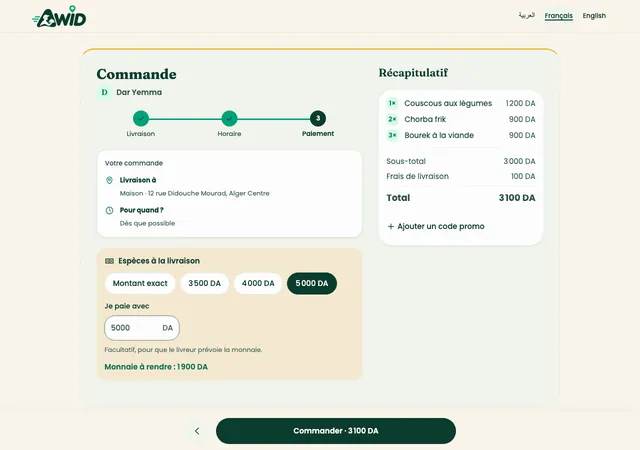 AWID
العربية
Français
English
Commande
D Dar Yemma
3
Livraison
Horaire
Paiement
Votre commande
Livraison à
Maison · 12 rue Didouche Mourad, Alger Centre
Pour quand ?
Dès que possible
Espèces à la livraison
Montant exact
3 500 DA
4 000 DA
5 000 DA
Je paie avec
5000 DA
Facultatif, pour que le livreur prévoie la monnaie.
Monnaie à rendre : 1 900 DA
Récapitulatif
1× Couscous aux légumes 1 200 DA
2× Chorba frik 900 DA
3× Bourek à la viande 900 DA
Sous-total 3 000 DA
Frais de livraison 100 DA
Total 3 100 DA
+ Ajouter un code promo
Commander · 3 100 DA